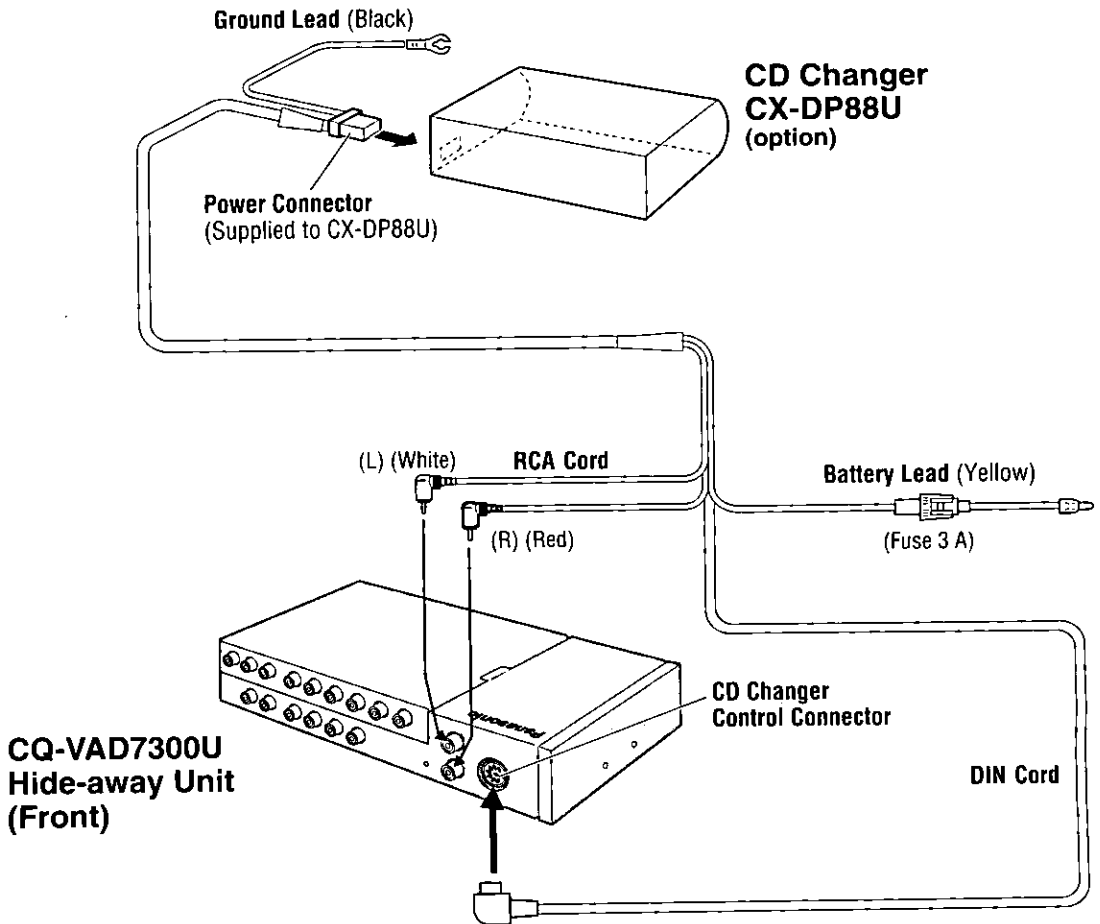 Ground Lead (Black)
CD Changer
CX-DP88U
(option)
Power Connector
(Supplied to CX-DP88U)
(L) (White)
RCA Cord
Battery Lead (Yellow)
(R) (Red)
(Fuse 3 A)
Panasonic
CD Changer
Control Connector
CQ-VAD7300U
Hide-away Unit
(Front)
DIN Cord